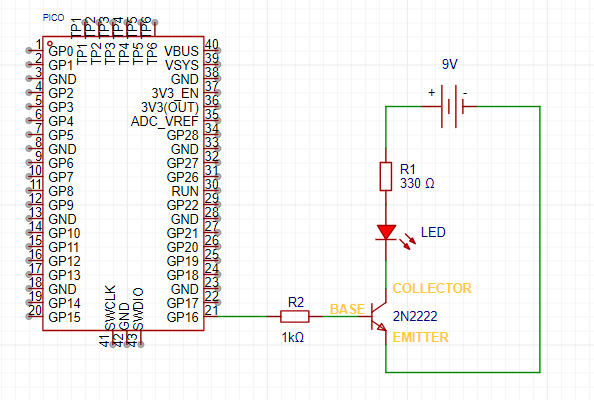 PICO
TP1 TP2 TP3 TP4 TP5 TP6
TP1 TP2 TP3 TP4 TP5 TP6
1 GP0 VBUS 40
2 GP1 VSYS 39
3 GND GND 38
4 GP2 3V3_EN 37
5 GP3 3V3(OUT) 36
6 GP4 ADC_VREF 35
7 GP5 GP28 34
8 GND GND 33
9 GP6 GP27 32
10 GP7 GP26 31
11 GP8 RUN 30
12 GP9 GP22 29
13 GND GND 28
14 GP10 GP21 27
15 GP11 GP20 26
16 GP12 GP19 25
17 GP13 GP18 24
18 GND GND 23
19 GP14 GP17 22
20 GP15 GP16 21
SWCLK GND SWDIO
41 42 43
9V
+ -
R1
330 Ω
LED
COLLECTOR
R2
BASE
2N2222
1kΩ
EMITTER